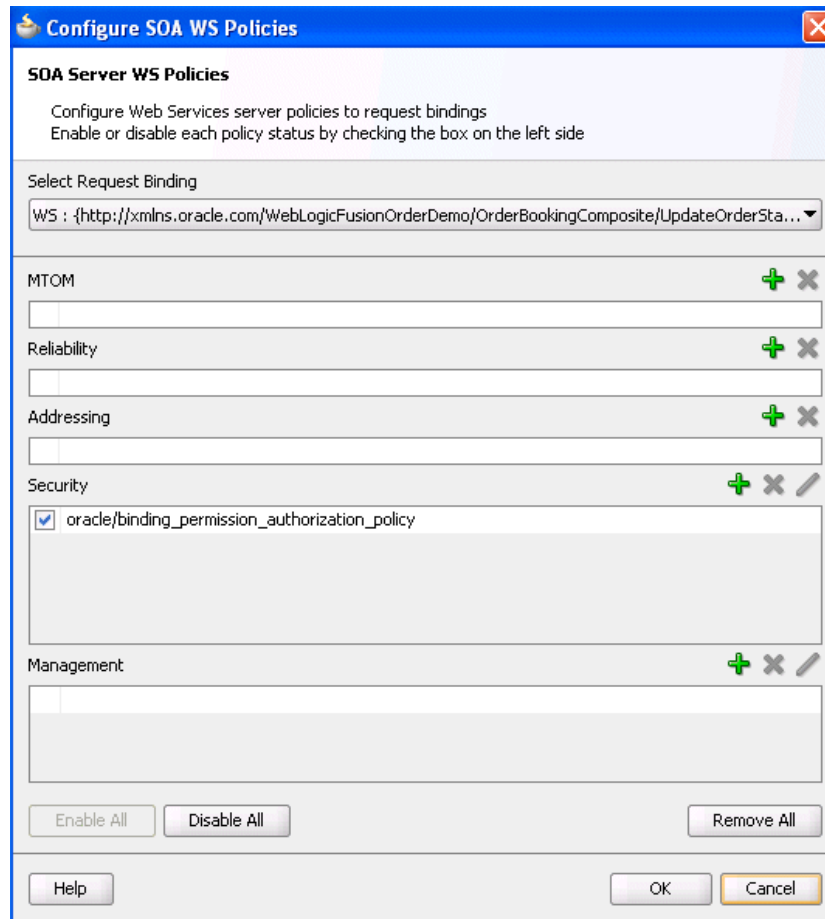 Configure SOA WS Policies
SOA Server WS Policies
Configure Web Services server policies to request bindings
Enable or disable each policy status by checking the box on the left side
Select Request Binding
WS : {http://xmlns.oracle.com/WebLogicFusionOrderDemo/OrderBookingComposite/UpdateOrderSta...
MTOM
Reliability
Addressing
Security
oracle/binding_permission_authorization_policy
Management
Enable All Disable All Remove All
Help OK Cancel